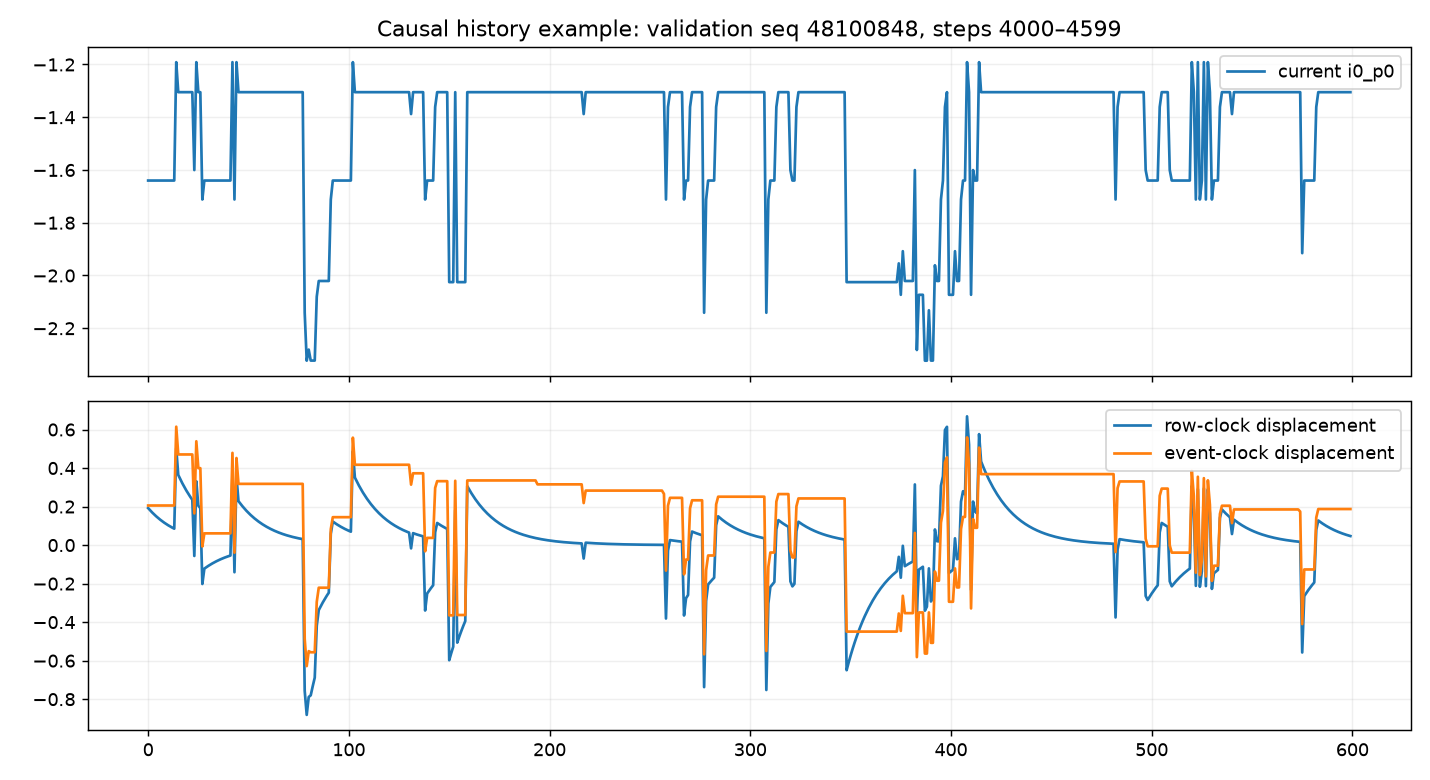 Causal history example: validation seq 48100848, steps 4000–4599
current i0_p0
−1.2
−1.4
−1.6
−1.8
−2.0
−2.2
row-clock displacement
event-clock displacement
0.6
0.4
0.2
0.0
−0.2
−0.4
−0.6
−0.8
0 100 200 300 400 500 600